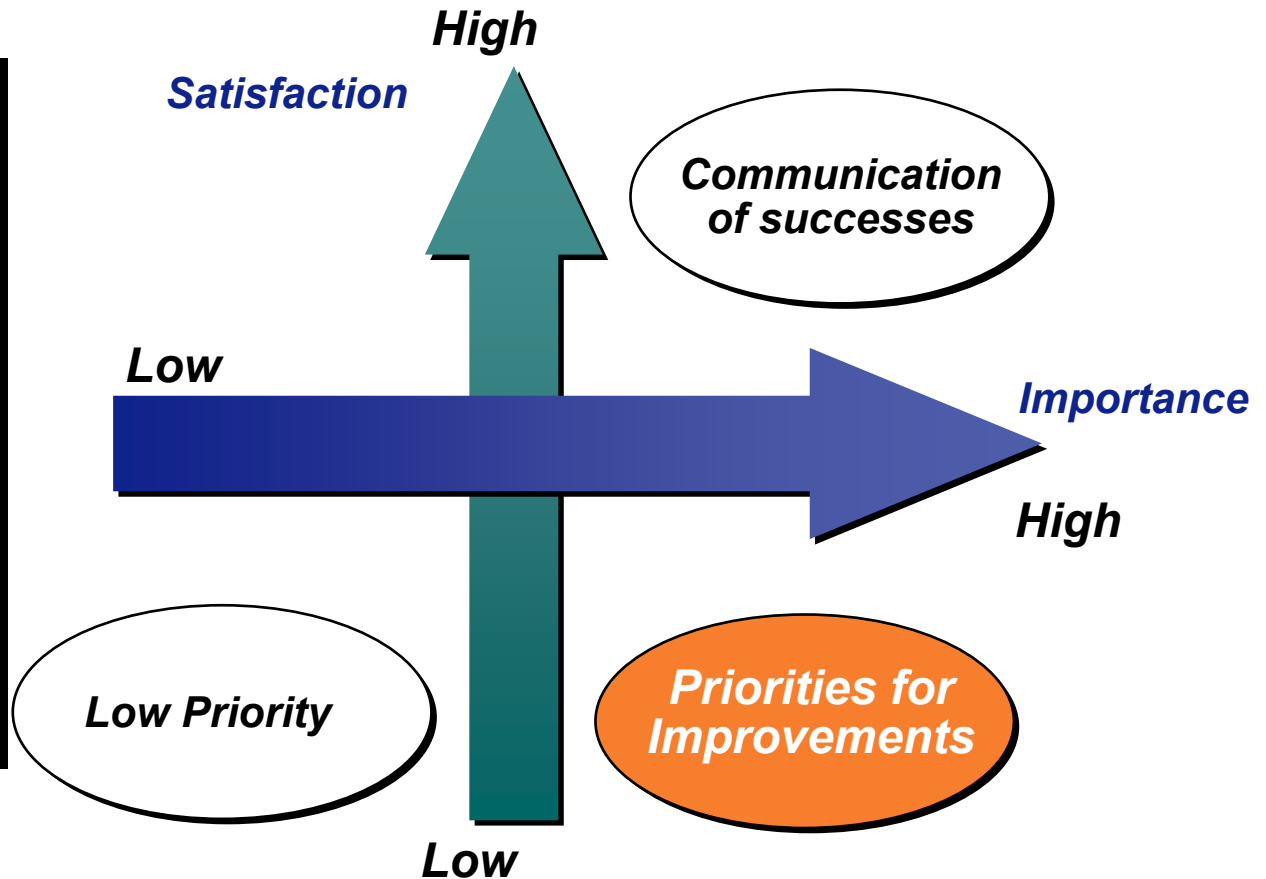 High
Satisfaction
Communication
of successes
Low
Importance
High
Low Priority
Priorities for
Improvements
Low